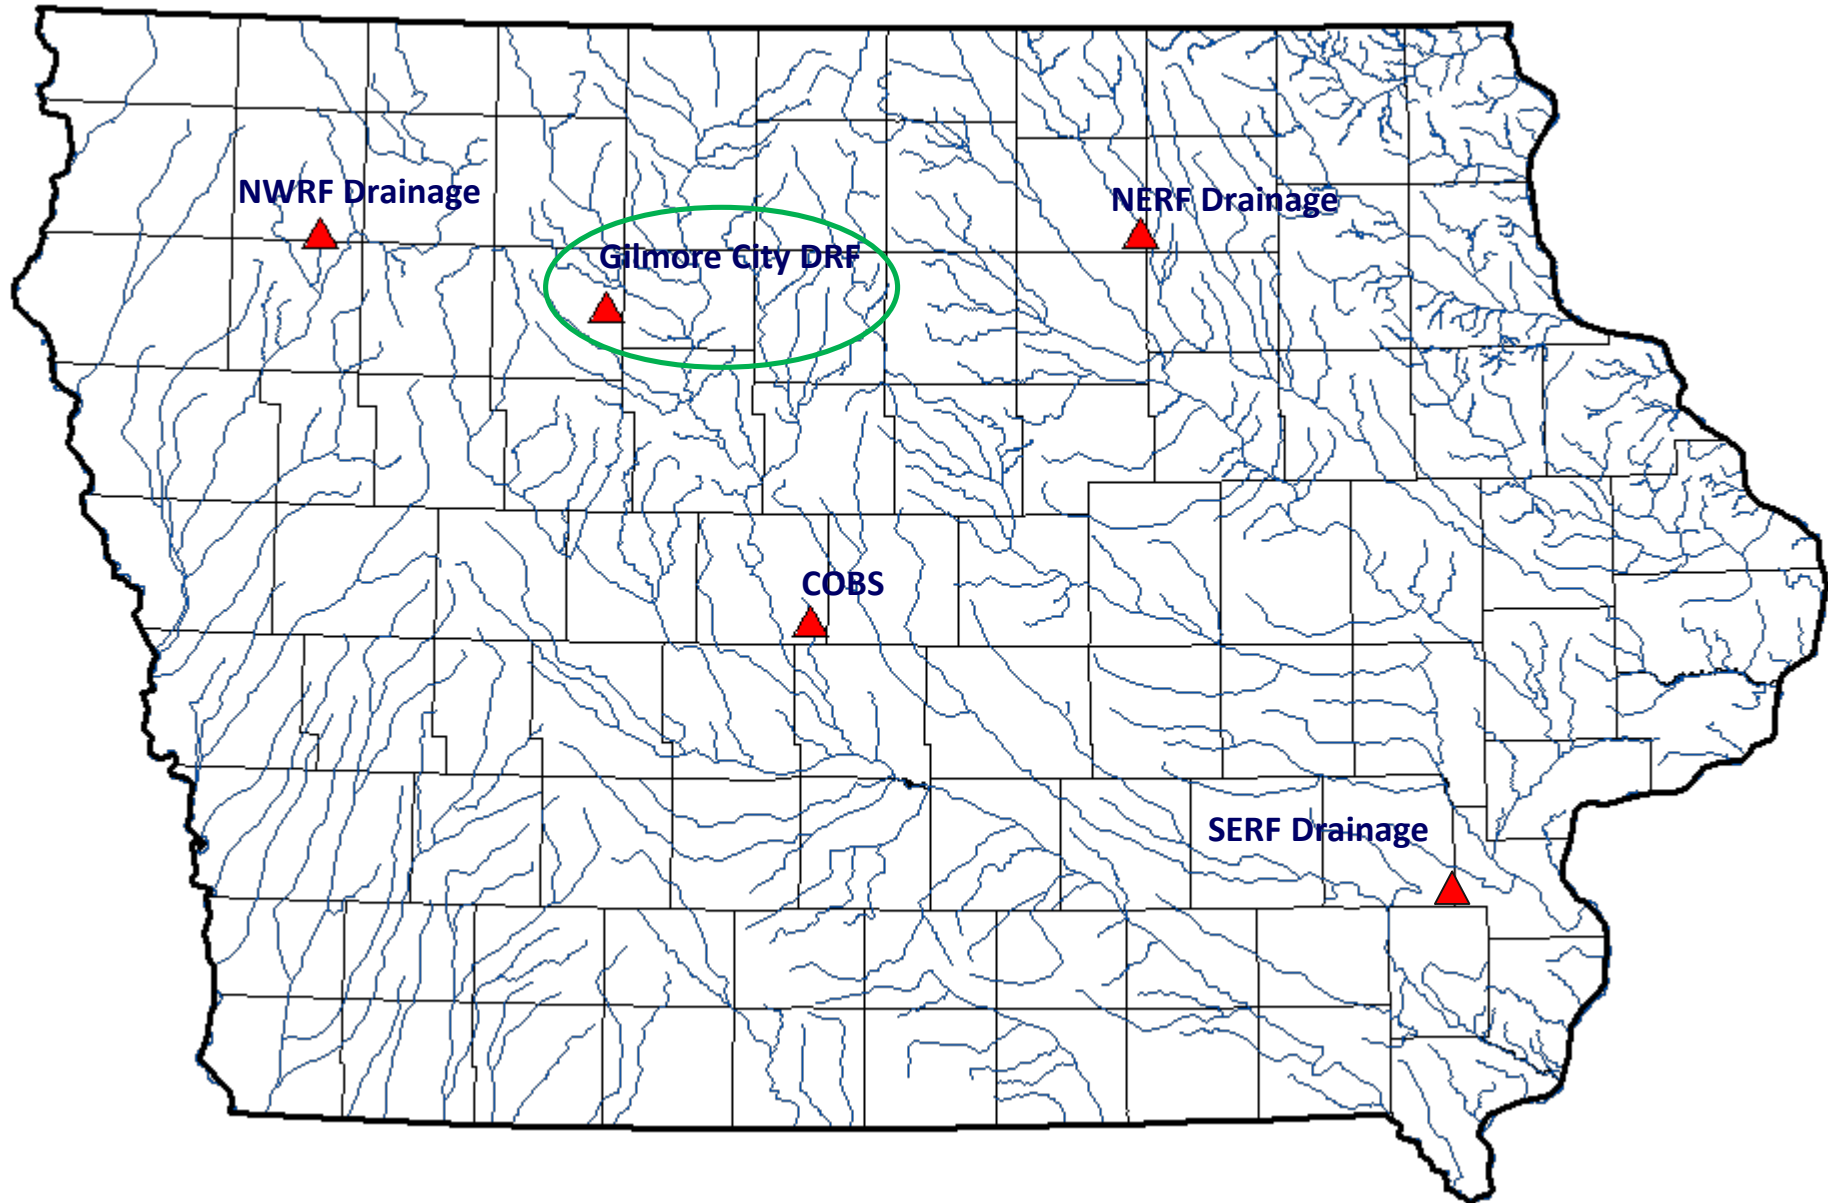 NWRF Drainage
NERF Drainage
Gilmore City DRF
COBS
SERF Drainage